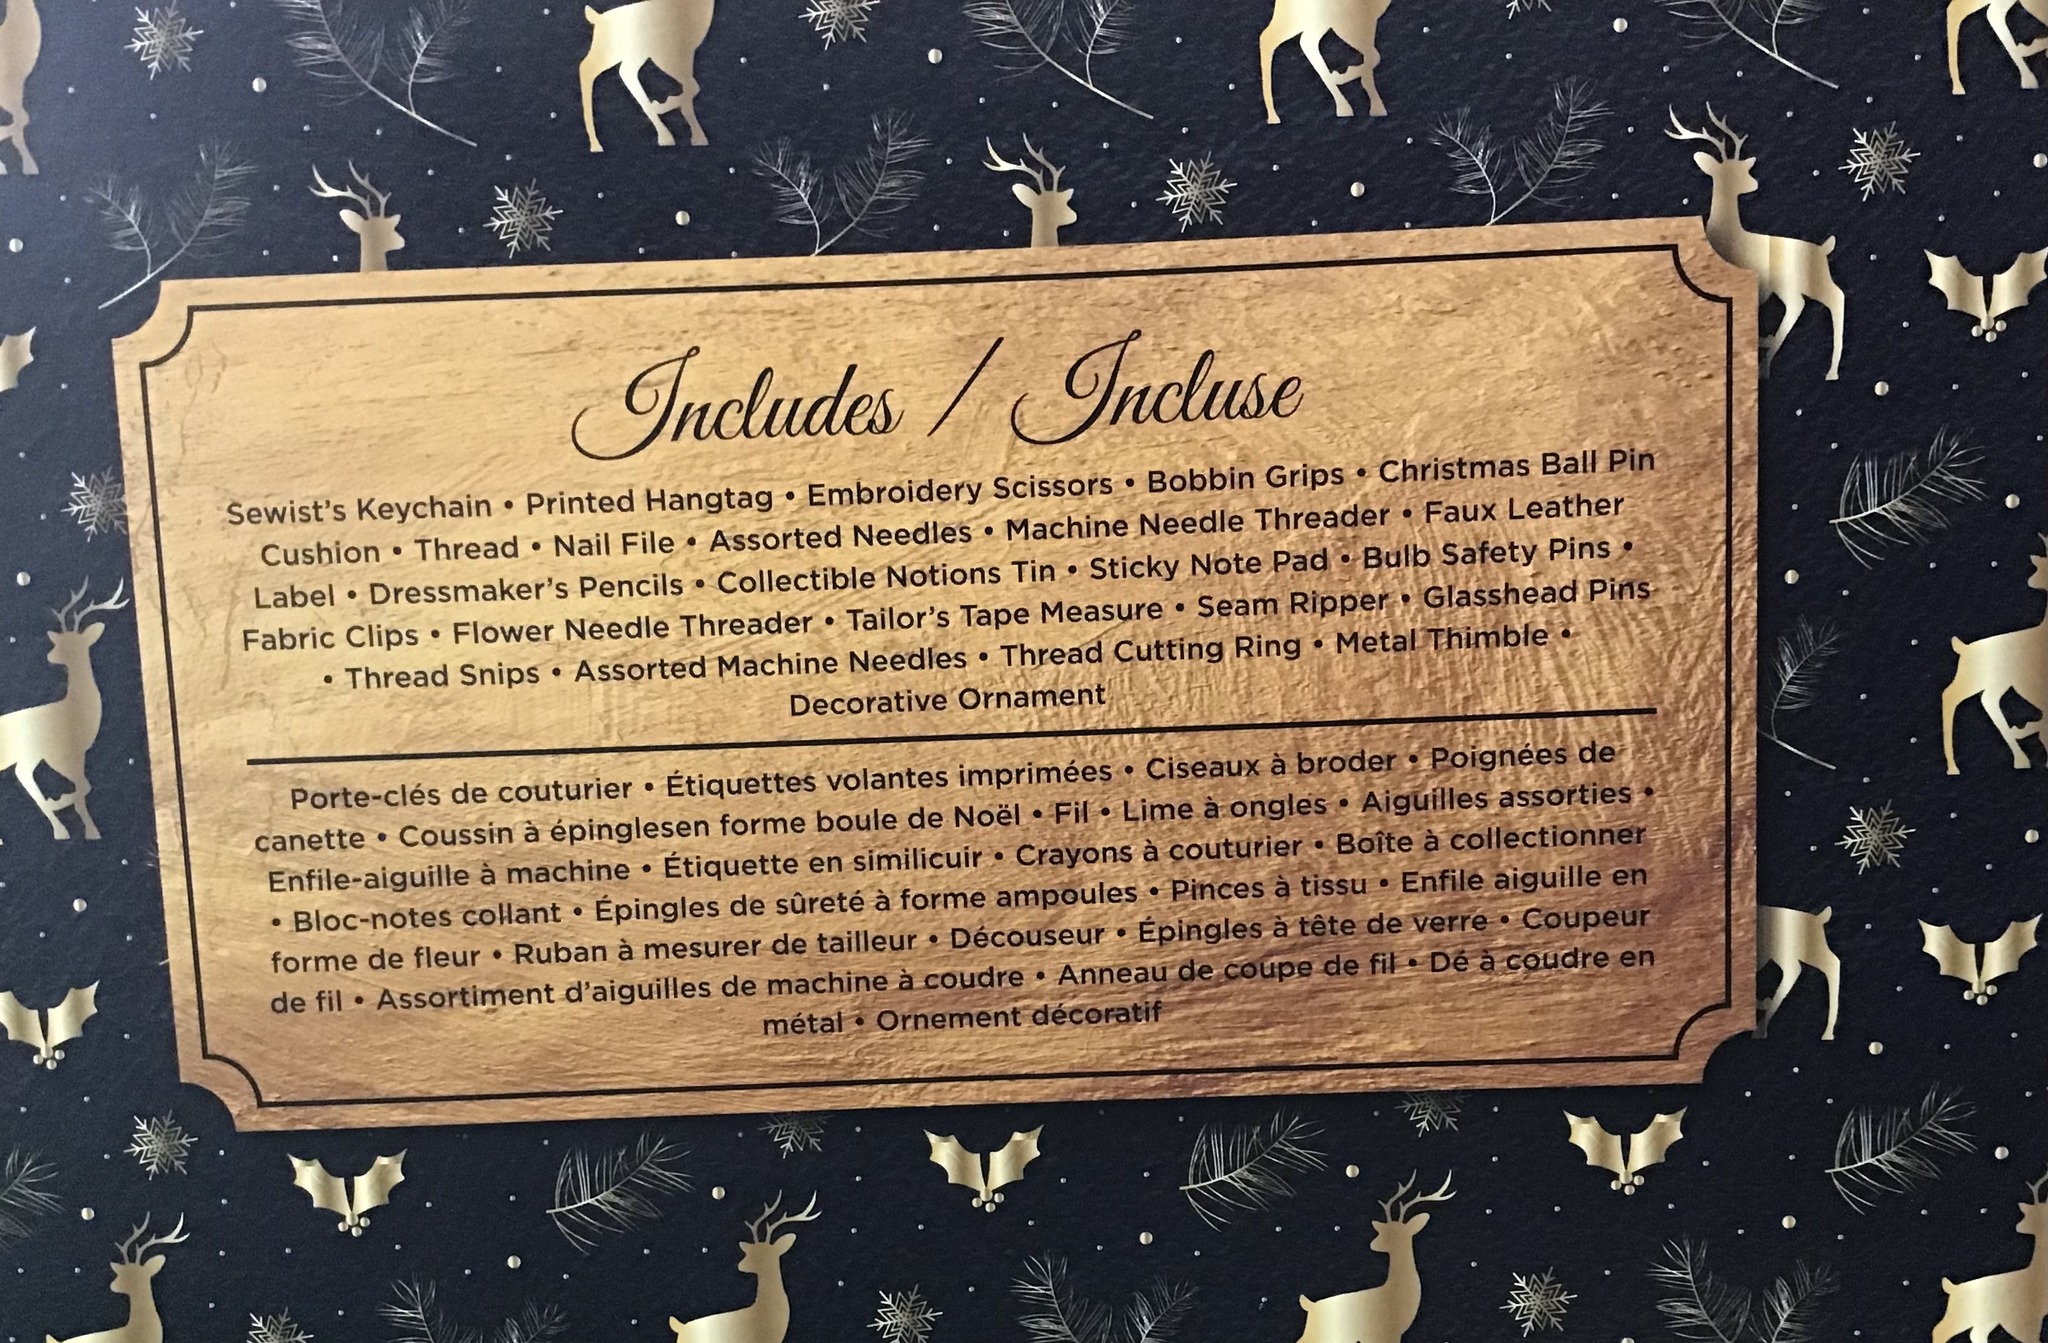 Includes / Incluse
Sewist's Keychain • Printed Hangtag • Embroidery Scissors • Bobbin Grips • Christmas Ball Pin
Cushion • Thread • Nail File • Assorted Needles • Machine Needle Threader • Faux Leather
Label • Dressmaker's Pencils • Collectible Notions Tin • Sticky Note Pad • Bulb Safety Pins •
Fabric Clips • Flower Needle Threader • Tailor's Tape Measure • Seam Ripper • Glasshead Pins
• Thread Snips • Assorted Machine Needles • Thread Cutting Ring • Metal Thimble •
Decorative Ornament
Porte-clés de couturier • Étiquettes volantes imprimées • Ciseaux à broder • Poignées de
canette • Coussin à épinglesen forme boule de Noël • Fil • Lime à ongles • Aiguilles assorties •
Enfile-aiguille à machine • Étiquette en similicuir • Crayons à couturier • Boîte à collectionner
• Bloc-notes collant • Épingles de sûreté à forme ampoules • Pinces à tissu • Enfile aiguille en
forme de fleur • Ruban à mesurer de tailleur • Découseur • Épingles à tête de verre • Coupeur
de fil • Assortiment d'aiguilles de machine à coudre • Anneau de coupe de fil • Dé à coudre en
métal • Ornement décoratif